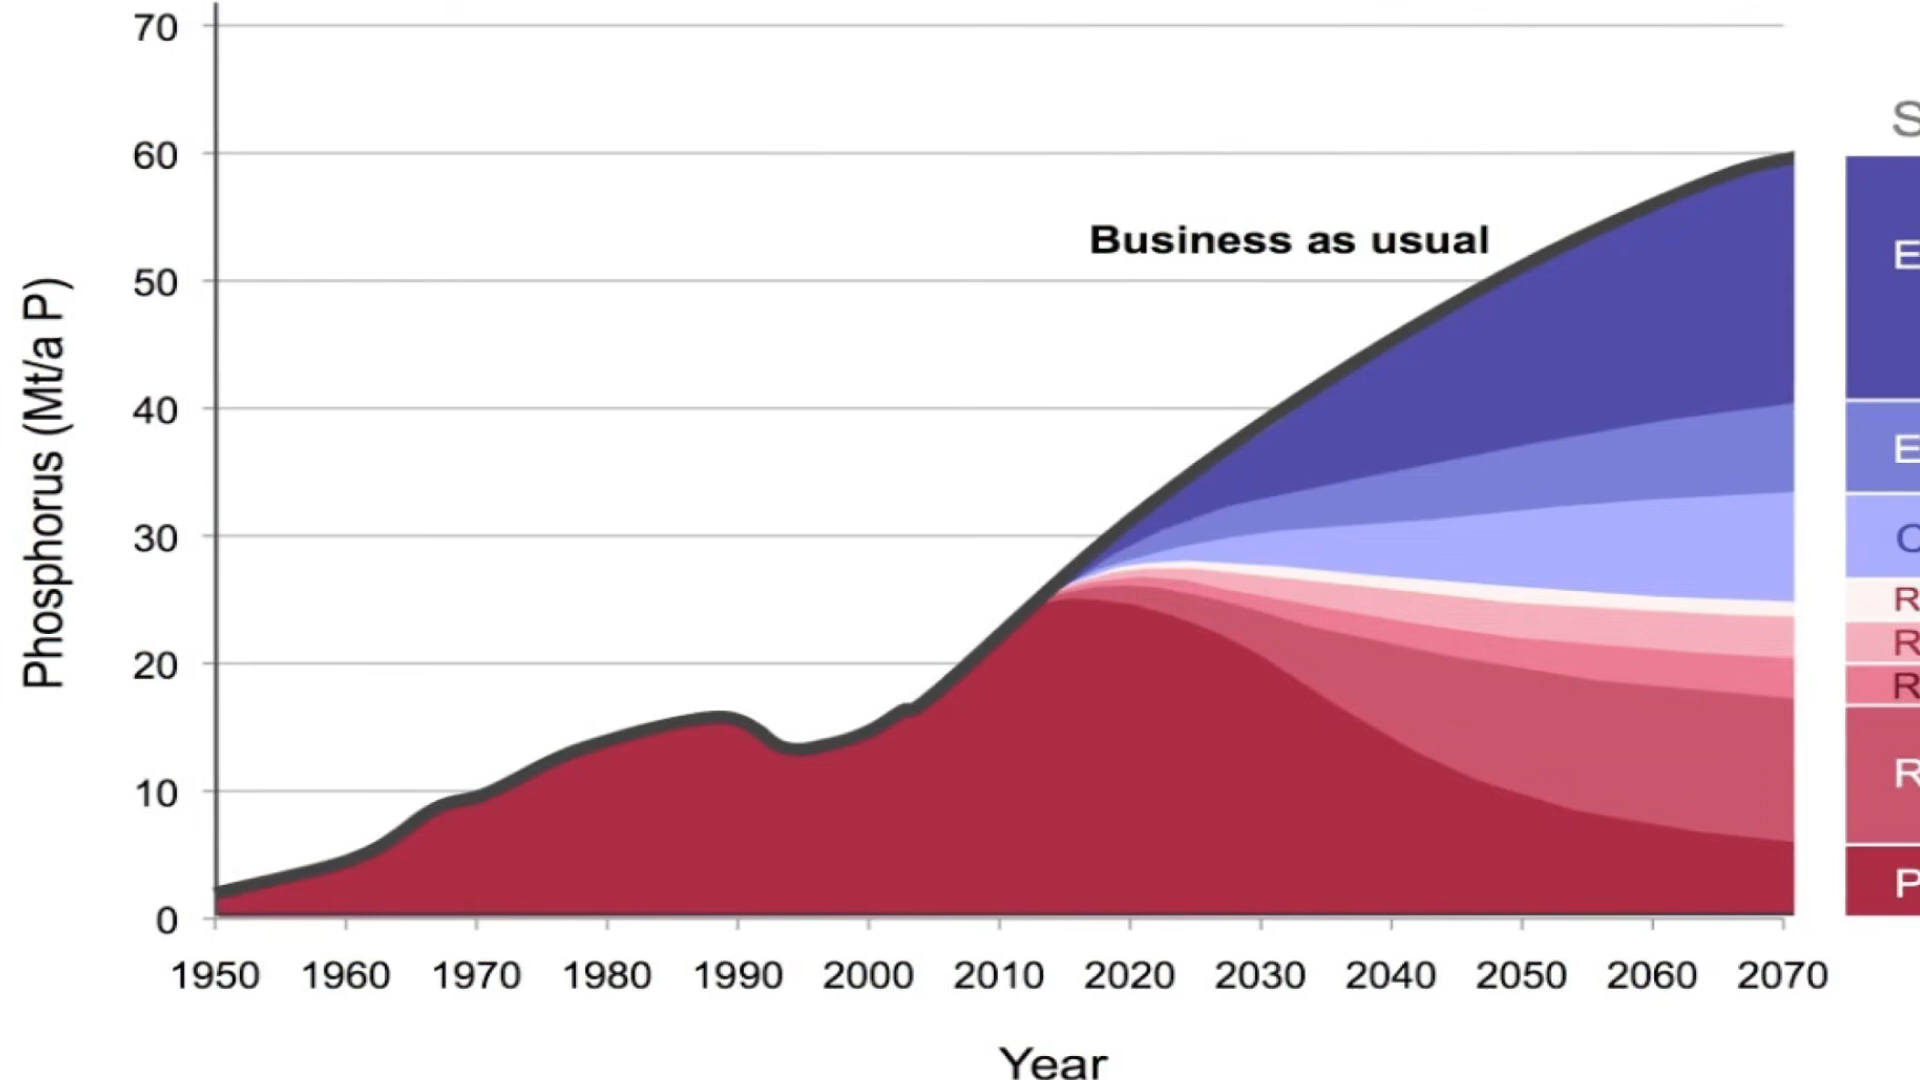 70
S
60
Business as usual
E
50
Phosphorus (Mt/a P)
40
E
30
C
R
20
R
R
10
R
P
0
1950 1960 1970 1980 1990 2000 2010 2020 2030 2040 2050 2060 2070
Year